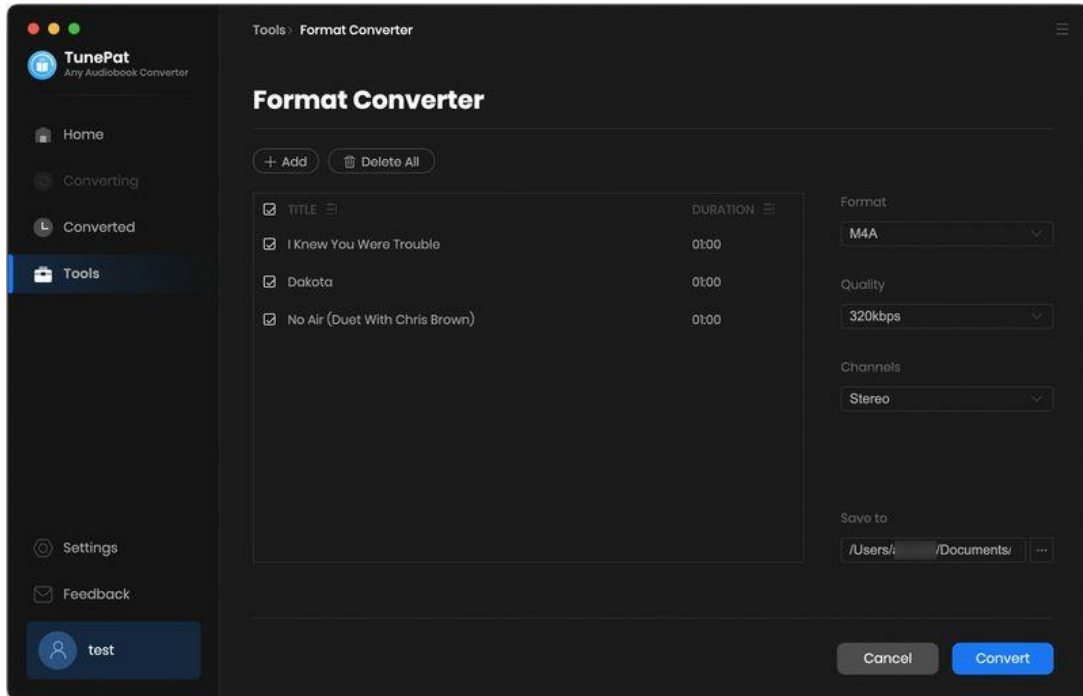 TunePat
Any Audiobook Converter
Home
Converting
Converted
Tools
Settings
Feedback
test
Tools › Format Converter
Format Converter
+ Add Delete All
TITLE DURATION
I Knew You Were Trouble 01:00
Dakota 01:00
No Air (Duet With Chris Brown) 01:00
Format
M4A
Quality
320kbps
Channels
Stereo
Save to
/Users/ /Documents/ ...
Cancel Convert